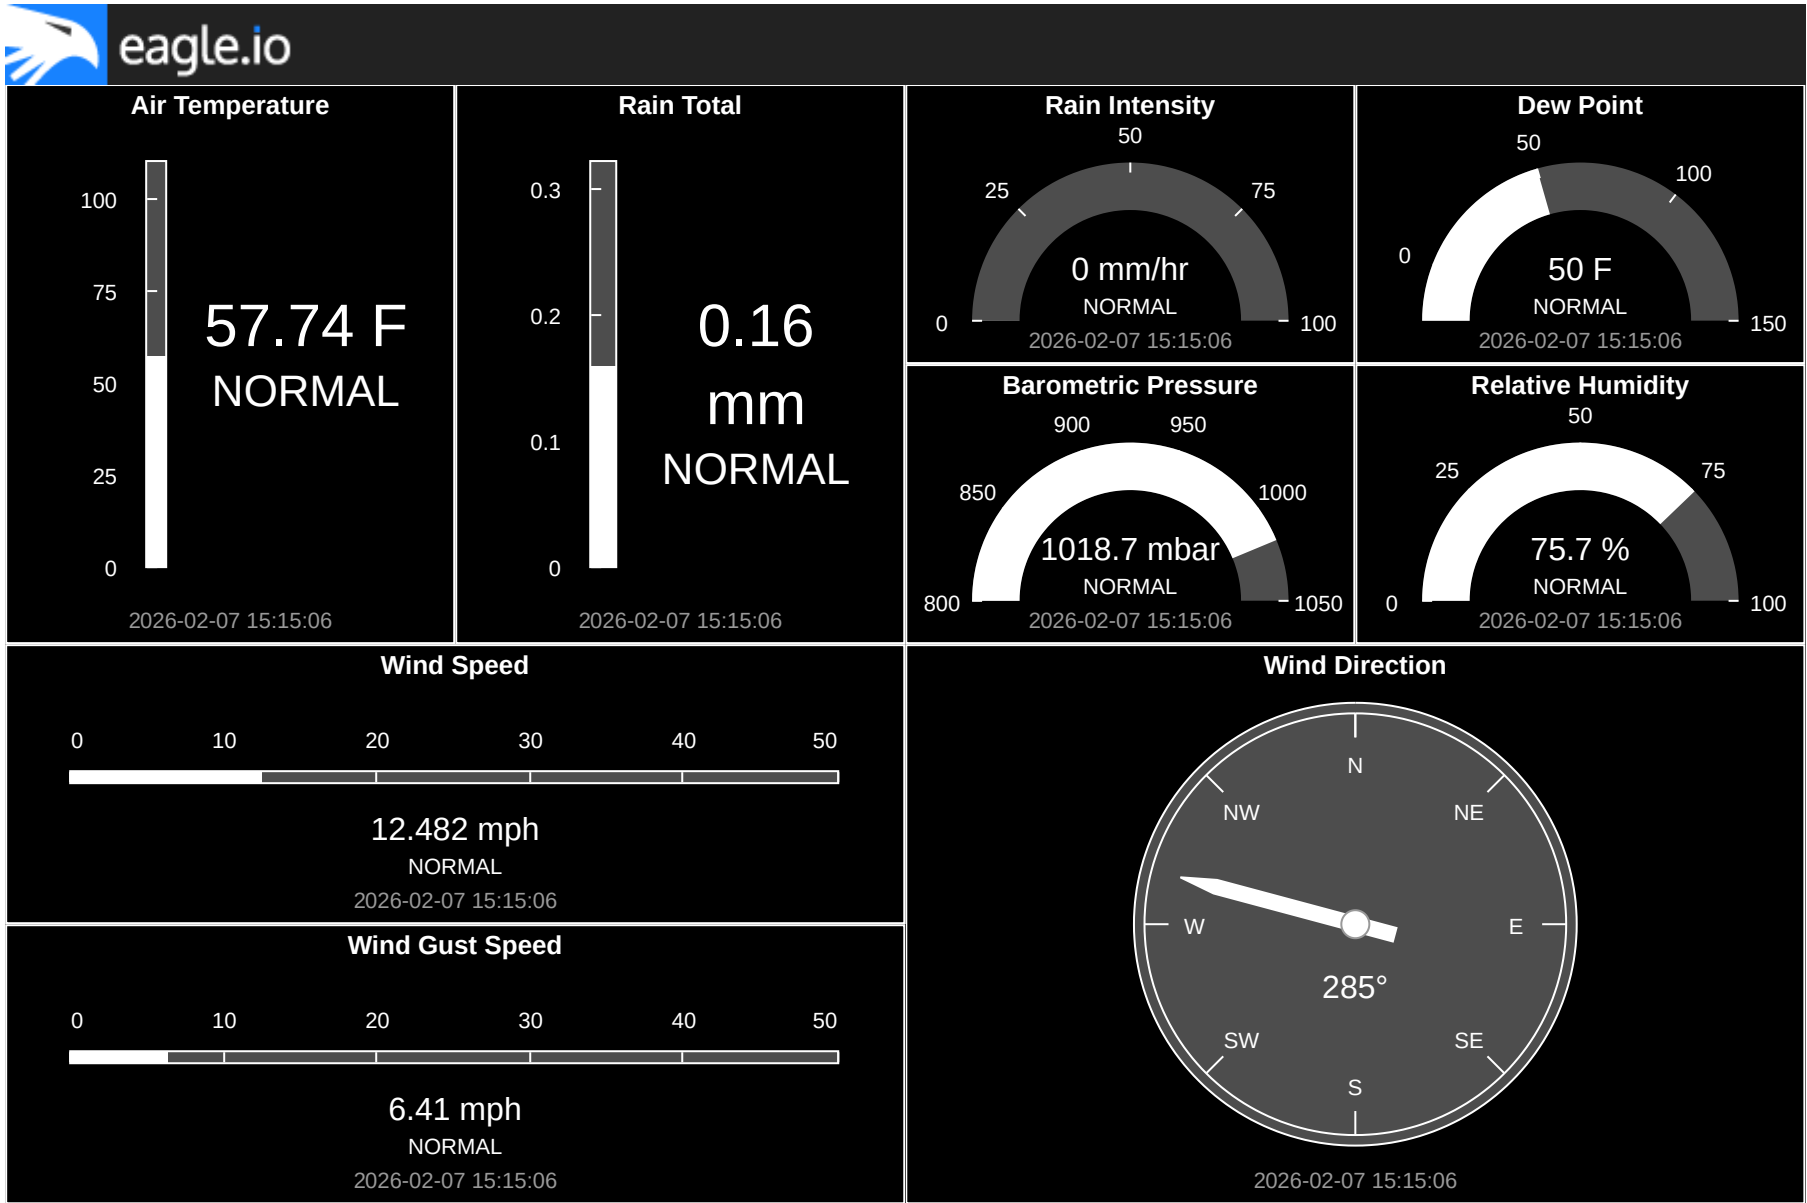 eagle.io
Air Temperature
100
75
50
25
0
57.74 F
NORMAL
2026-02-07 15:15:06
Rain Total
0.3
0.2
0.1
0
0.16
mm
NORMAL
2026-02-07 15:15:06
Rain Intensity
0
25
50
75
100
0 mm/hr
NORMAL
2026-02-07 15:15:06
Dew Point
0
50
100
150
50 F
NORMAL
2026-02-07 15:15:06
Barometric Pressure
800
850
900
950
1000
1050
1018.7 mbar
NORMAL
2026-02-07 15:15:06
Relative Humidity
0
25
50
75
100
75.7 %
NORMAL
2026-02-07 15:15:06
Wind Speed
0 10 20 30 40 50
12.482 mph
NORMAL
2026-02-07 15:15:06
Wind Gust Speed
0 10 20 30 40 50
6.41 mph
NORMAL
2026-02-07 15:15:06
Wind Direction
N
NW NE
W E
285°
SW SE
S
2026-02-07 15:15:06